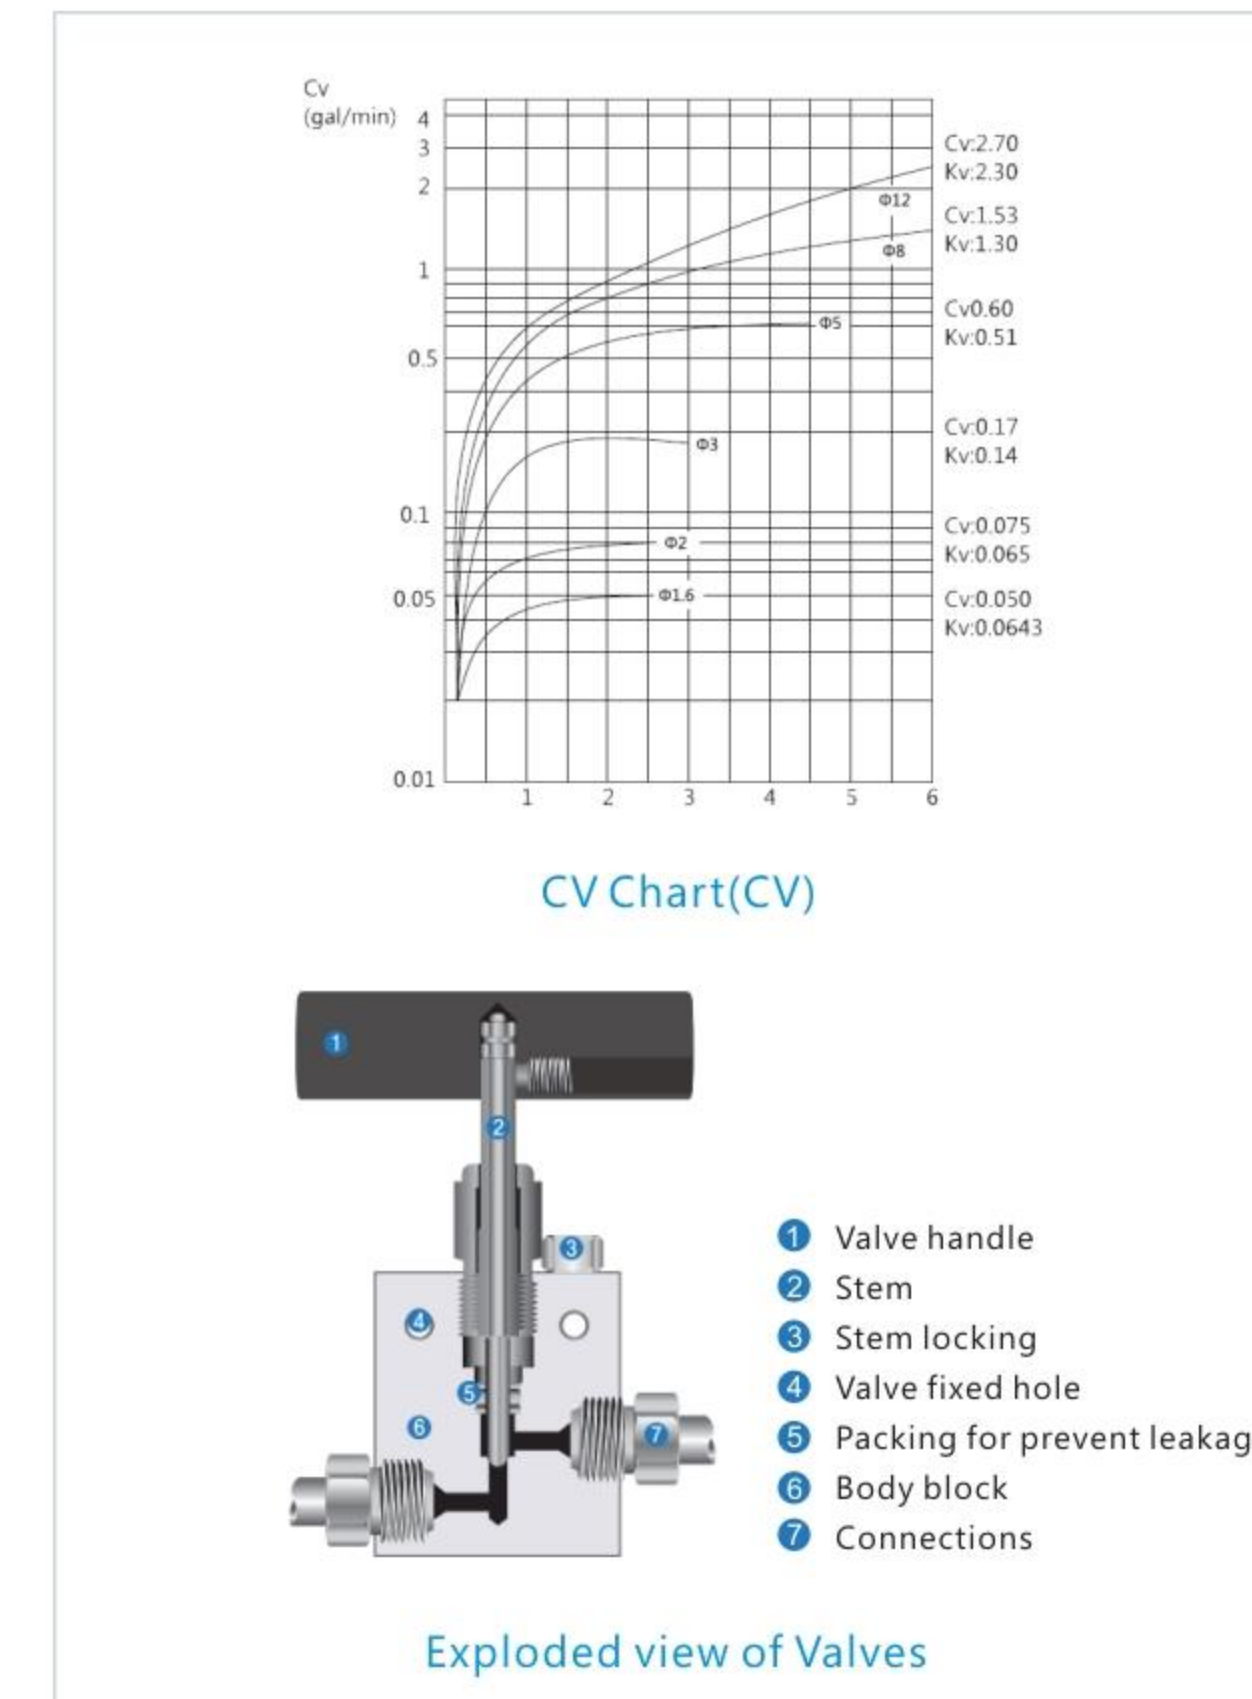 Cv
(gal/min)
4
3
2
1
0.5
0.1
0.05
0.01
1 2 3 4 5 6
Φ12
Φ8
Φ5
Φ3
Φ2
Φ1.6
Cv:2.70
Kv:2.30
Cv:1.53
Kv:1.30
Cv0.60
Kv:0.51
Cv:0.17
Kv:0.14
Cv:0.075
Kv:0.065
Cv:0.050
Kv:0.0643
CV Chart(CV)
1
2
3
4
5
6
7
1 Valve handle
2 Stem
3 Stem locking
4 Valve fixed hole
5 Packing for prevent leakag
6 Body block
7 Connections
Exploded view of Valves